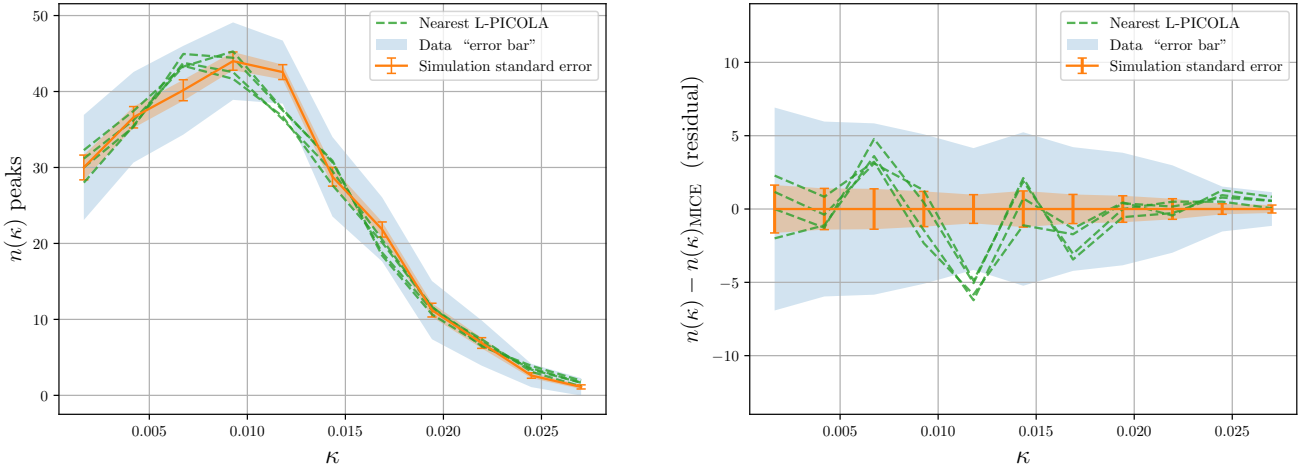 n(κ) peaks
50
40
30
20
10
0
0.005
0.010
0.015
0.020
0.025
κ
Nearest L-PICOLA
Data “error bar”
Simulation standard error
n(κ) − n(κ)MICE (residual)
10
5
0
−5
−10
0.005
0.010
0.015
0.020
0.025
κ
Nearest L-PICOLA
Data “error bar”
Simulation standard error